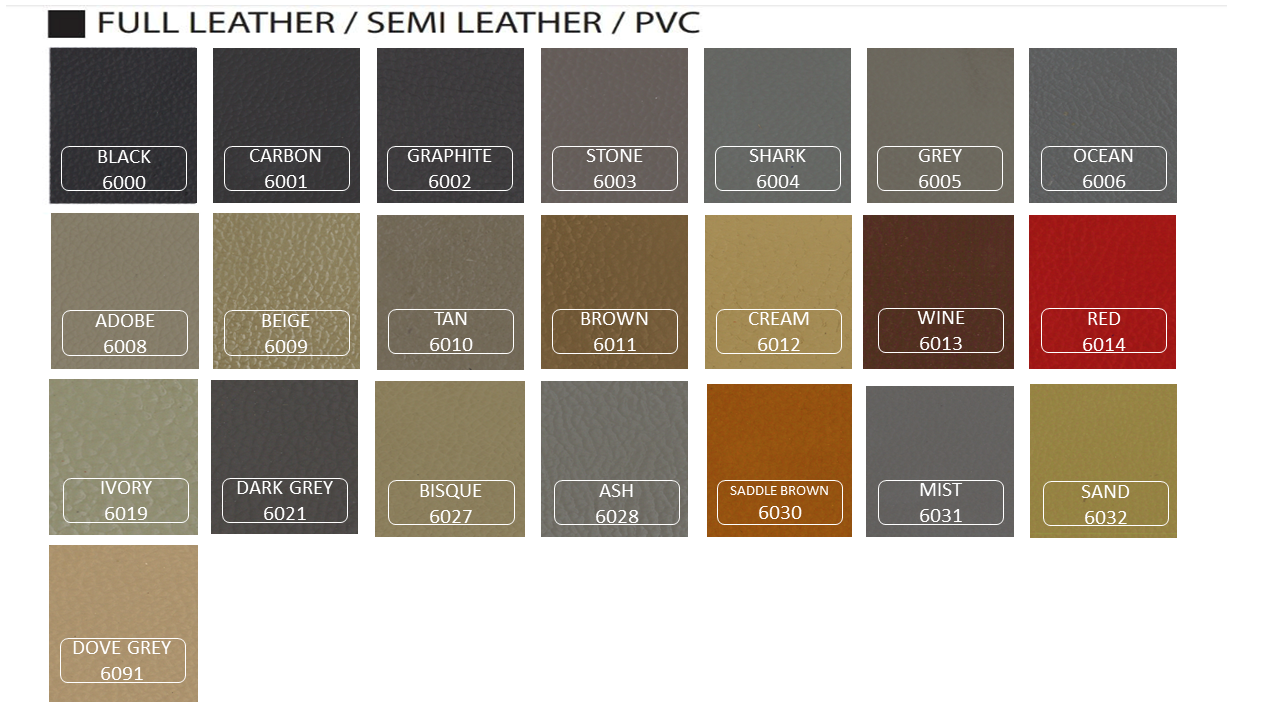 FULL LEATHER / SEMI LEATHER / PVC
BLACK
6000
CARBON
6001
GRAPHITE
6002
STONE
6003
SHARK
6004
GREY
6005
OCEAN
6006
ADOBE
6008
BEIGE
6009
TAN
6010
BROWN
6011
CREAM
6012
WINE
6013
RED
6014
IVORY
6019
DARK GREY
6021
BISQUE
6027
ASH
6028
SADDLE BROWN
6030
MIST
6031
SAND
6032
DOVE GREY
6091